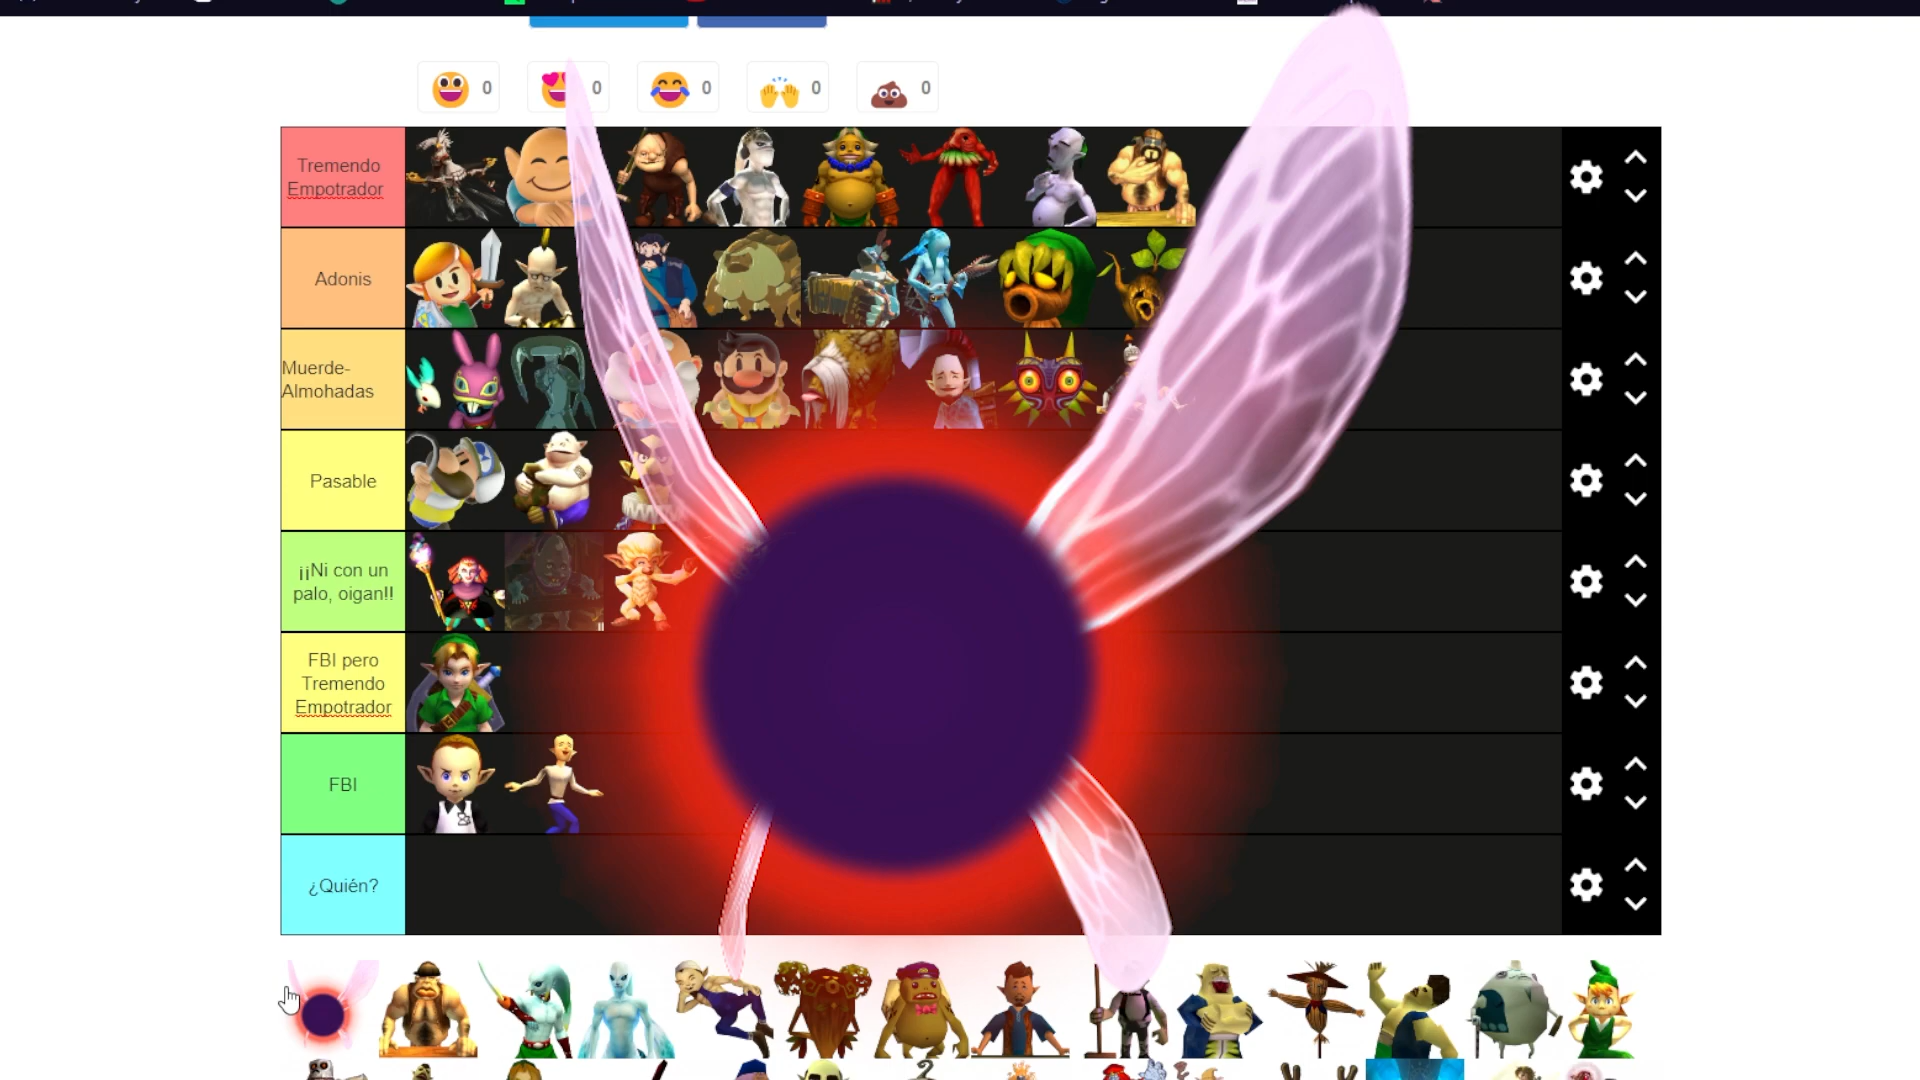 0 0 0 0 0
Tremendo
Empotrador
Adonis
Muerde-
Almohadas
Pasable
¡¡Ni con un
palo, oigan!!
FBI pero
Tremendo
Empotrador
FBI
¿Quién?